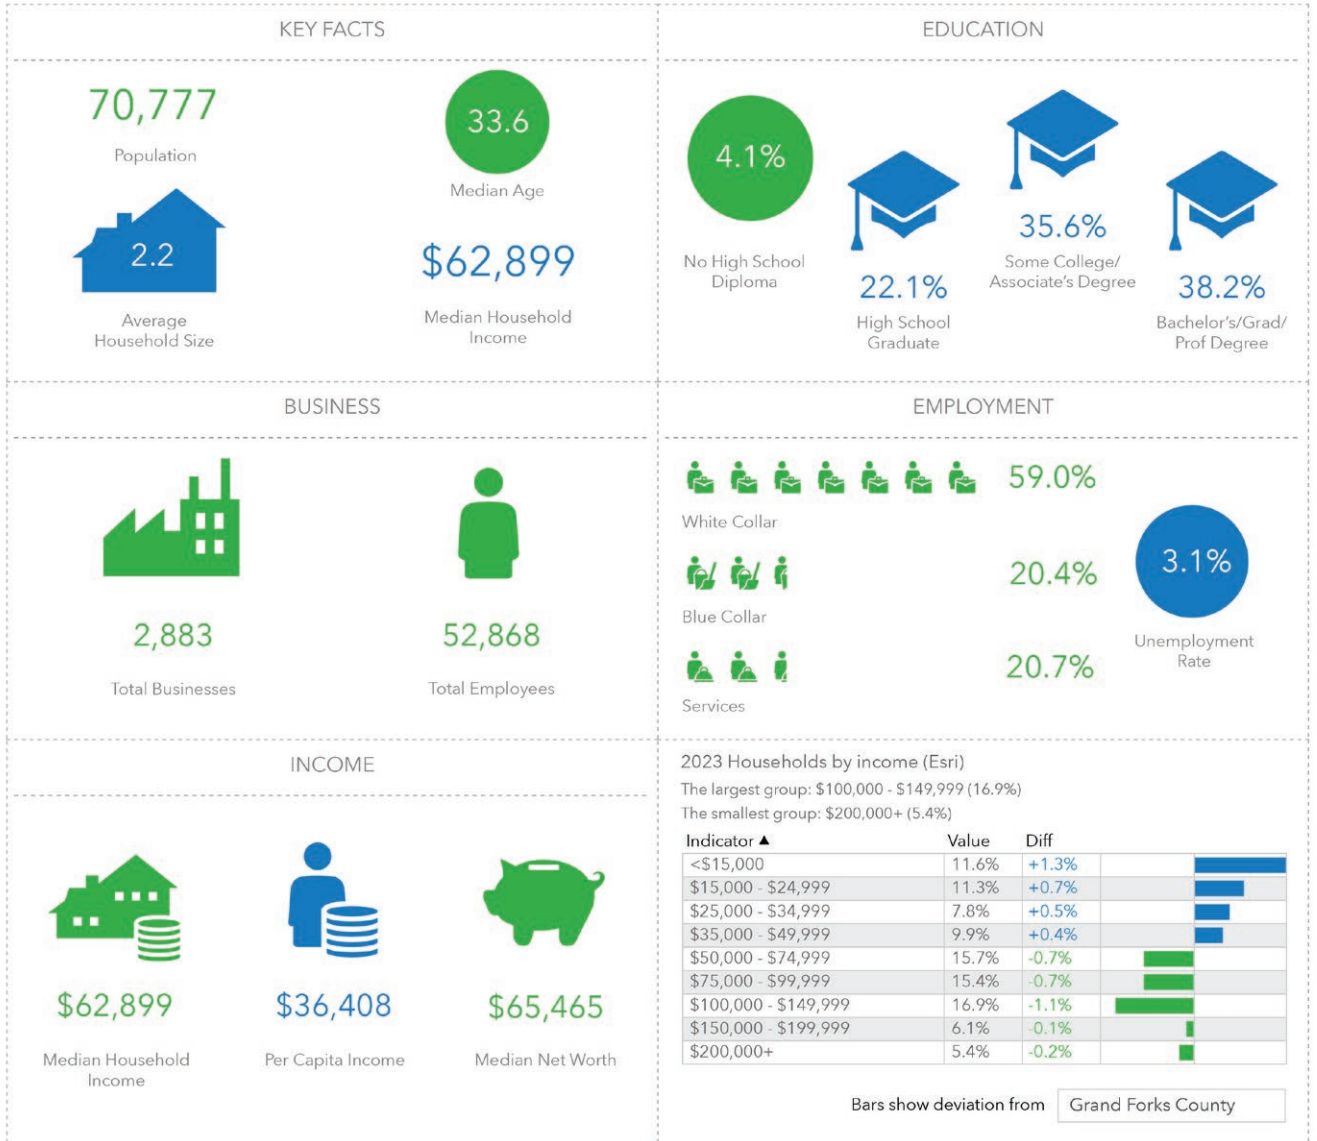 KEY FACTS
70,777
Population
33.6
Median Age
2.2
Average
Household Size
$62,899
Median Household
Income
EDUCATION
4.1%
No High School
Diploma
22.1%
High School
Graduate
35.6%
Some College/
Associate's Degree
38.2%
Bachelor's/Grad/
Prof Degree
BUSINESS
2,883
Total Businesses
52,868
Total Employees
EMPLOYMENT
59.0%
White Collar
20.4%
Blue Collar
20.7%
Services
3.1%
Unemployment
Rate
INCOME
$62,899
Median Household
Income
$36,408
Per Capita Income
$65,465
Median Net Worth
2023 Households by income (Esri)
The largest group: $100,000 - $149,999 (16.9%)
The smallest group: $200,000+ (5.4%)
Indicator ▲ Value Diff
<$15,000 11.6% +1.3%
$15,000 - $24,999 11.3% +0.7%
$25,000 - $34,999 7.8% +0.5%
$35,000 - $49,999 9.9% +0.4%
$50,000 - $74,999 15.7% -0.7%
$75,000 - $99,999 15.4% -0.7%
$100,000 - $149,999 16.9% -1.1%
$150,000 - $199,999 6.1% -0.1%
$200,000+ 5.4% -0.2%
Bars show deviation from Grand Forks County